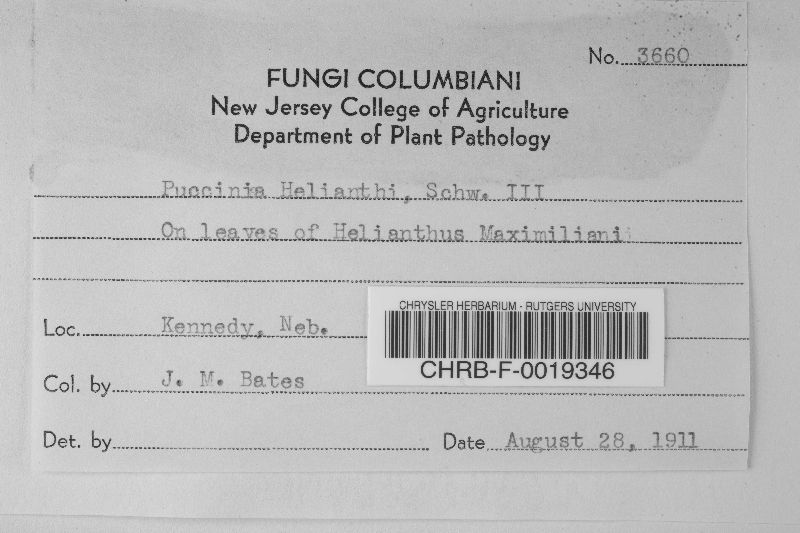 No. 3660
FUNGI COLUMBIANI
New Jersey College of Agriculture
Department of Plant Pathology
Puccinia Helianthi, Schw. III
On leaves of Helianthus Maximiliani
CHRYSLER HERBARIUM - RUTGERS UNIVERSITY
Loc. Kennedy, Neb.
CHRB-F-0019346
Col. by J. M. Bates
Det. by
Date August 28, 1911